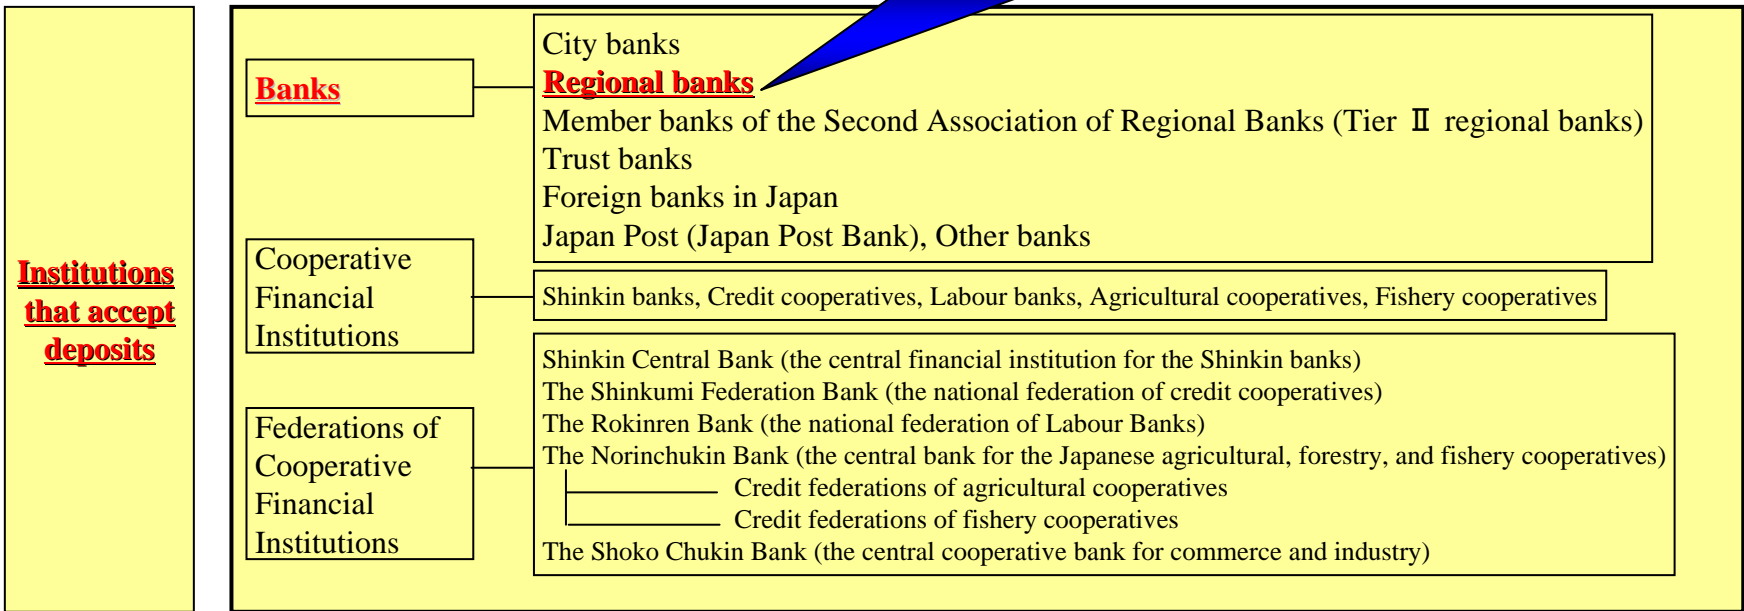 Institutions
that accept
deposits
Banks
City banks
Regional banks
Member banks of the Second Association of Regional Banks (Tier Ⅱ regional banks)
Trust banks
Foreign banks in Japan
Japan Post (Japan Post Bank), Other banks
Cooperative
Financial
Institutions
Shinkin banks, Credit cooperatives, Labour banks, Agricultural cooperatives, Fishery cooperatives
Federations of
Cooperative
Financial
Institutions
Shinkin Central Bank (the central financial institution for the Shinkin banks)
The Shinkumi Federation Bank (the national federation of credit cooperatives)
The Rokinren Bank (the national federation of Labour Banks)
The Norinchukin Bank (the central bank for the Japanese agricultural, forestry, and fishery cooperatives)
Credit federations of agricultural cooperatives
Credit federations of fishery cooperatives
The Shoko Chukin Bank (the central cooperative bank for commerce and industry)